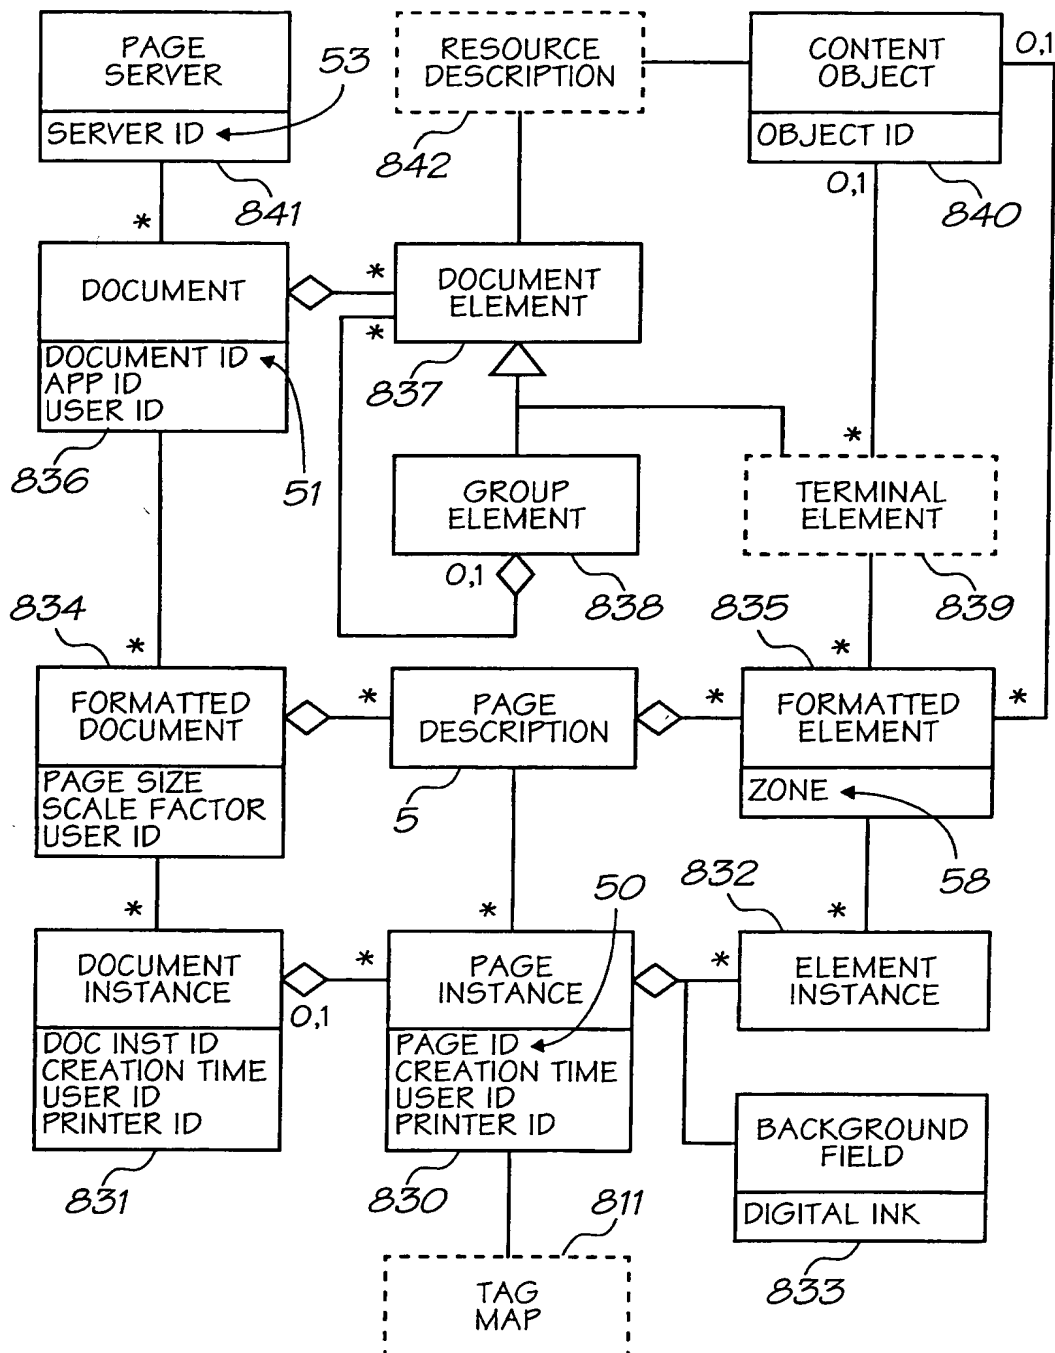 PAGE
SERVER
SERVER ID
53
841
*
RESOURCE
DESCRIPTION
842
CONTENT
OBJECT
OBJECT ID
0,1
0,1
840
DOCUMENT
DOCUMENT ID
APP ID
USER ID
836
51
*
*
DOCUMENT
ELEMENT
837
GROUP
ELEMENT
0,1
838
*
TERMINAL
ELEMENT
839
834
*
FORMATTED
DOCUMENT
PAGE SIZE
SCALE FACTOR
USER ID
*
PAGE
DESCRIPTION
5
835
*
*
FORMATTED
ELEMENT
*
ZONE
58
*
DOCUMENT
INSTANCE
0,1
DOC INST ID
CREATION TIME
USER ID
PRINTER ID
831
50
*
*
PAGE
INSTANCE
PAGE ID
CREATION TIME
USER ID
PRINTER ID
830
832
*
*
ELEMENT
INSTANCE
BACKGROUND
FIELD
DIGITAL INK
833
811
TAG
MAP